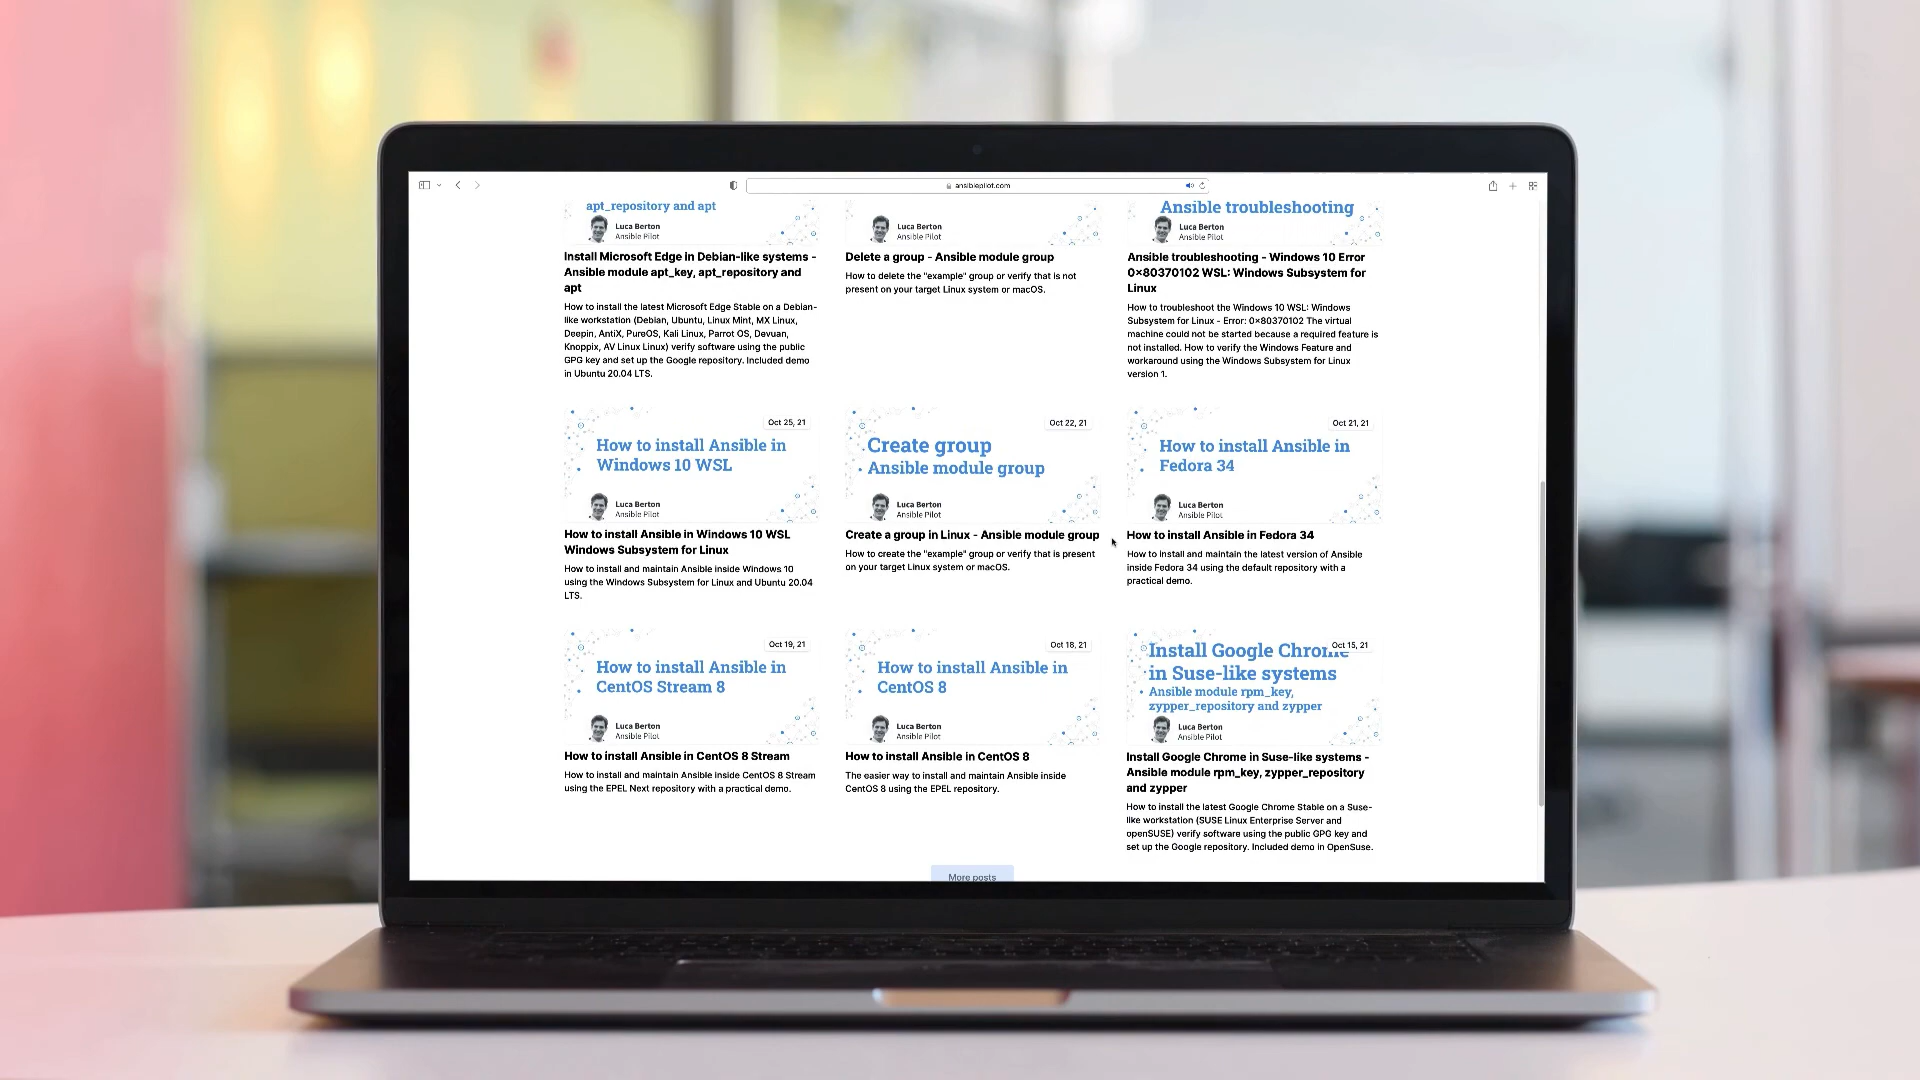 ansiblepilot.com
apt_repository and apt
Luca Berton
Ansible Pilot
Install Microsoft Edge in Debian-like systems -
Ansible module apt_key, apt_repository and
apt
How to install the latest Microsoft Edge Stable on a Debian-
like workstation (Debian, Ubuntu, Linux Mint, MX Linux,
Deepin, AntiX, PureOS, Kali Linux, Parrot OS, Devuan,
Knoppix, AV Linux Linux) verify software using the public
GPG key and set up the Google repository. Included demo
in Ubuntu 20.04 LTS.
Luca Berton
Ansible Pilot
Delete a group - Ansible module group
How to delete the "example" group or verify that is not
present on your target Linux system or macOS.
Ansible troubleshooting
Luca Berton
Ansible Pilot
Ansible troubleshooting - Windows 10 Error
0x80370102 WSL: Windows Subsystem for
Linux
How to troubleshoot the Windows 10 WSL: Windows
Subsystem for Linux - Error: 0x80370102 The virtual
machine could not be started because a required feature is
not installed. How to verify the Windows Feature and
workaround using the Windows Subsystem for Linux
version 1.
Oct 25, 21
How to install Ansible in
Windows 10 WSL
Luca Berton
Ansible Pilot
How to install Ansible in Windows 10 WSL
Windows Subsystem for Linux
How to install and maintain Ansible inside Windows 10
using the Windows Subsystem for Linux and Ubuntu 20.04
LTS.
Oct 22, 21
Create group
Ansible module group
Luca Berton
Ansible Pilot
Create a group in Linux - Ansible module group
How to create the "example" group or verify that is present
on your target Linux system or macOS.
Oct 21, 21
How to install Ansible in
Fedora 34
Luca Berton
Ansible Pilot
How to install Ansible in Fedora 34
How to install and maintain the latest version of Ansible
inside Fedora 34 using the default repository with a
practical demo.
Oct 19, 21
How to install Ansible in
CentOS Stream 8
Luca Berton
Ansible Pilot
How to install Ansible in CentOS 8 Stream
How to install and maintain Ansible inside CentOS 8 Stream
using the EPEL Next repository with a practical demo.
Oct 18, 21
How to install Ansible in
CentOS 8
Luca Berton
Ansible Pilot
How to install Ansible in CentOS 8
The easier way to install and maintain Ansible inside
CentOS 8 using the EPEL repository.
Oct 15, 21
Install Google Chrome
in Suse-like systems
Ansible module rpm_key,
zypper_repository and zypper
Luca Berton
Ansible Pilot
Install Google Chrome in Suse-like systems -
Ansible module rpm_key, zypper_repository
and zypper
How to install the latest Google Chrome Stable on a Suse-
like workstation (SUSE Linux Enterprise Server and
openSUSE) verify software using the public GPG key and
set up the Google repository. Included demo in OpenSuse.
More posts